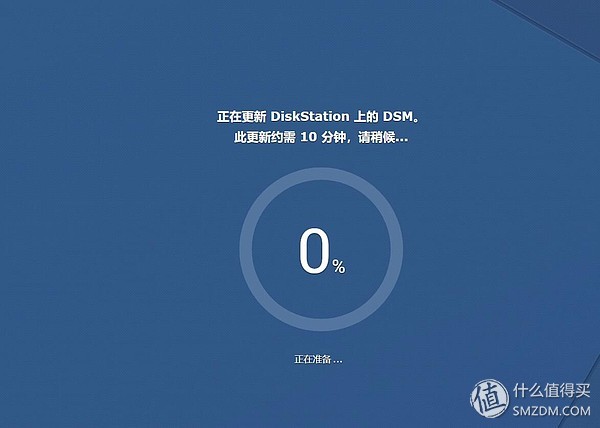 正在更新 DiskStation 上的 DSM。
此更新约需 10 分钟，请稍候...
0%
正在准备 ...
值 什么值得买
SMZDM.COM